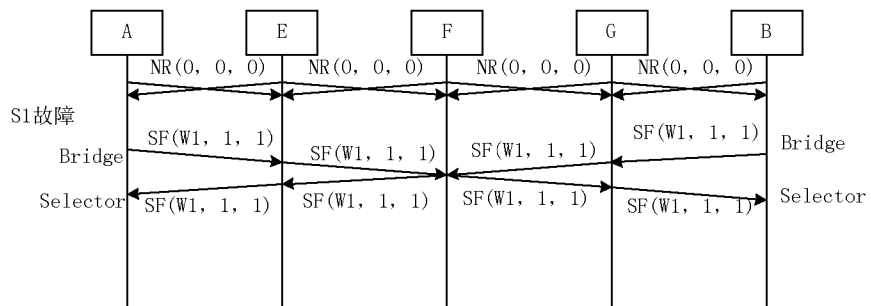 A E F G B
NR(0, 0, 0) NR(0, 0, 0) NR(0, 0, 0) NR(0, 0, 0)
S1故障
SF(W1, 1, 1) SF(W1, 1, 1) SF(W1, 1, 1) SF(W1, 1, 1)
Bridge Bridge
Selector SF(W1, 1, 1) SF(W1, 1, 1) SF(W1, 1, 1) SF(W1, 1, 1) Selector